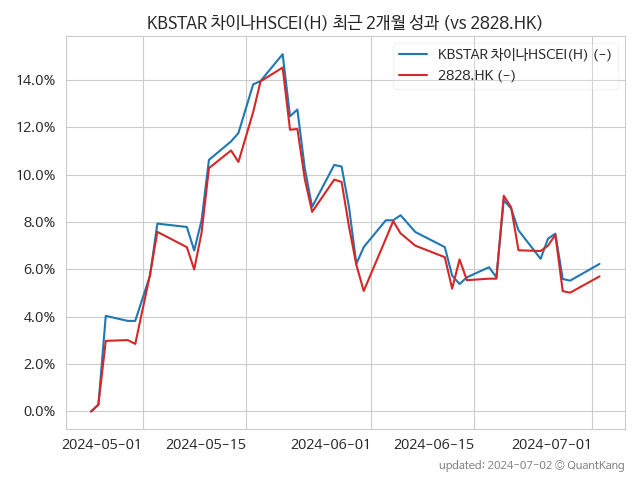 KBSTAR 차이나HSCEI(H) 최근 2개월 성과 (vs 2828.HK)
KBSTAR 차이나HSCEI(H) (-)
2828.HK (-)
14.0%
12.0%
10.0%
8.0%
6.0%
4.0%
2.0%
0.0%
2024-05-01 2024-05-15 2024-06-01 2024-06-15 2024-07-01
updated: 2024-07-02 © QuantKang